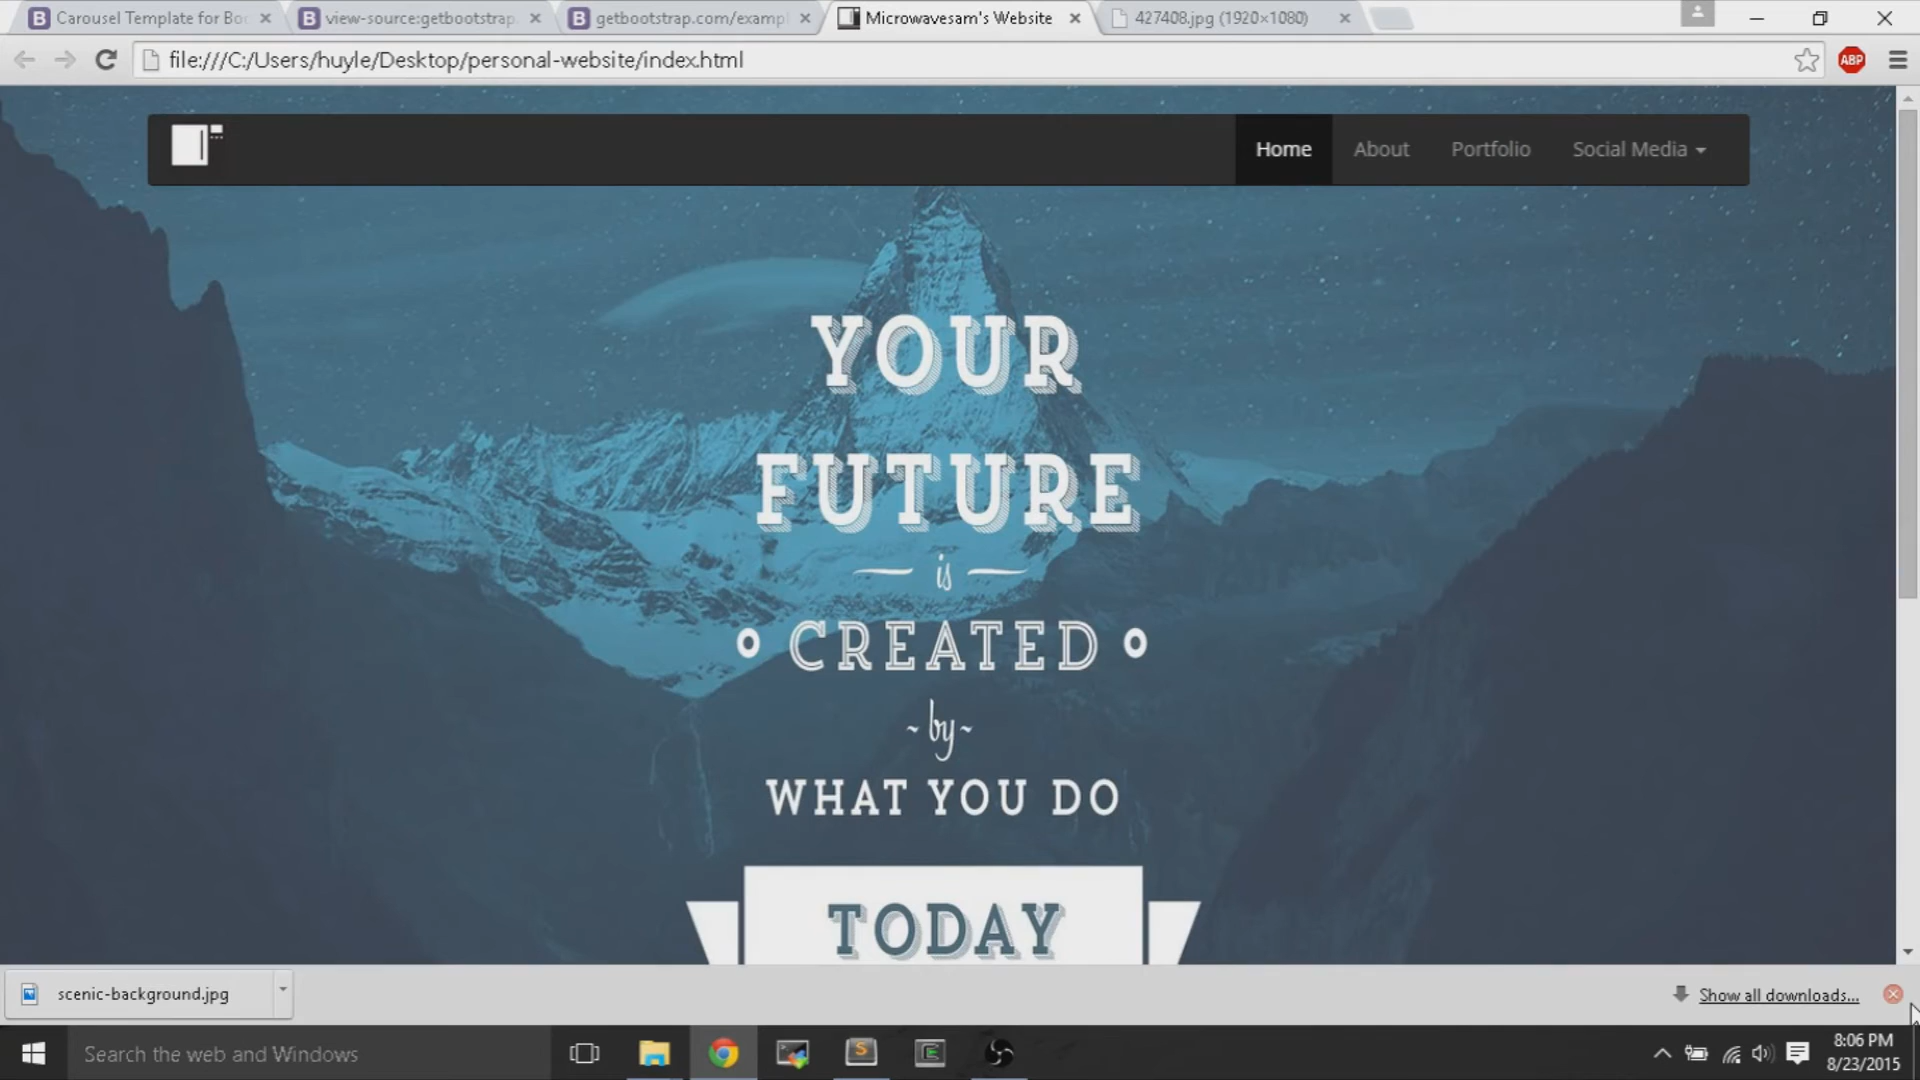 Carousel Template for Bo
view-source:getbootstrap.
getbootstrap.com/exampl
Microwavesam's Website
427408.jpg (1920×1080)
file:///C:/Users/huyle/Desktop/personal-website/index.html
ABP
Home
About
Portfolio
Social Media
YOUR
FUTURE
is
CREATED
~by~
WHAT YOU DO
TODAY
scenic-background.jpg
Show all downloads...
Search the web and Windows
8:06 PM
8/23/2015